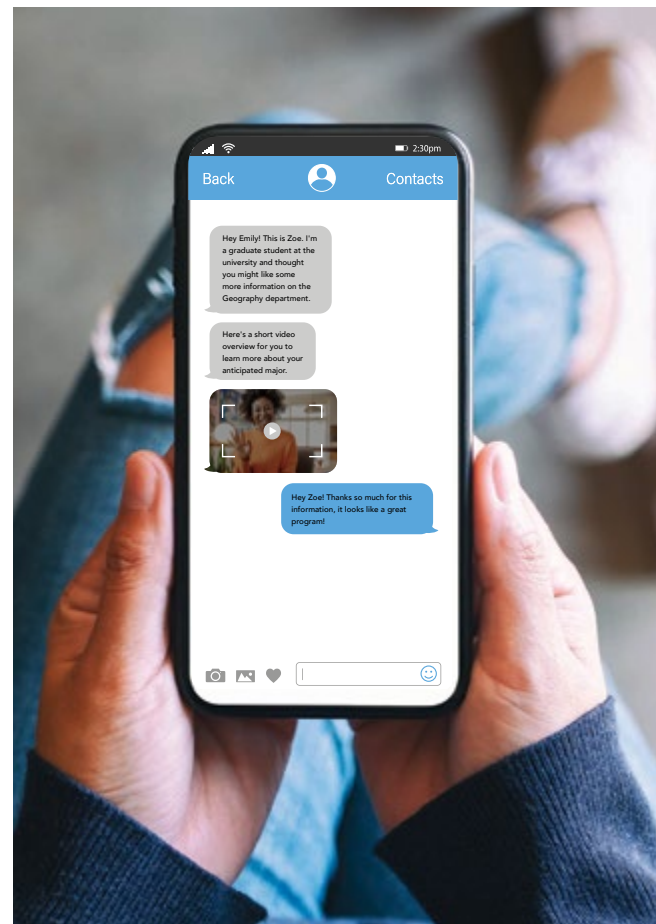 2:30pm
Back
Contacts
Hey Emily! This is Zoe. I'm
a graduate student at the
university and thought
you might like some
more information on the
Geography department.
Here's a short video
overview for you to
learn more about your
anticipated major.
Hey Zoe! Thanks so much for this
information, it looks like a great
program!